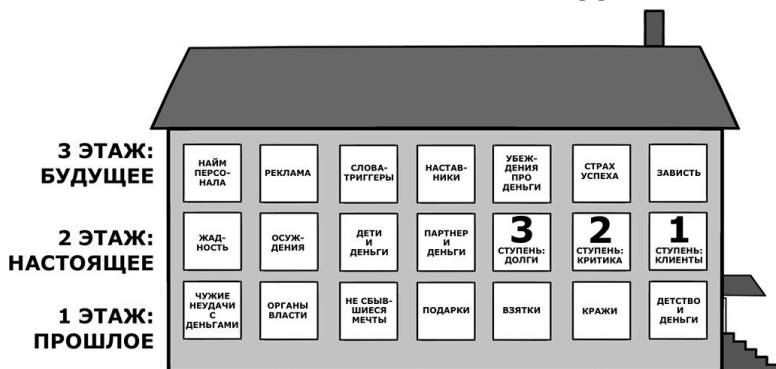 3 ЭТАЖ:
БУДУЩЕЕ
НАЙМ
ПЕРСО-
НАЛА
РЕКЛАМА
СЛОВА-
ТРИГГЕРЫ
НАСТАВ-
НИКИ
УБЕЖ-
ДЕНИЯ
ПРО
ДЕНЬГИ
СТРАХ
УСПЕХА
ЗАВИСТЬ
2 ЭТАЖ:
НАСТОЯЩЕЕ
ЖАД-
НОСТЬ
ОСУЖ-
ДЕНИЯ
ДЕТИ
И
ДЕНЬГИ
ПАРТНЕР
И
ДЕНЬГИ
3
СТУПЕНЬ:
ДОЛГИ
2
СТУПЕНЬ:
КРИТИКА
1
СТУПЕНЬ:
КЛИЕНТЫ
1 ЭТАЖ:
ПРОШЛОЕ
ЧУЖИЕ
НЕУДАЧИ
С
ДЕНЬГАМИ
ОРГАНЫ
ВЛАСТИ
НЕ СБЫВ-
ШИЕСЯ
МЕЧТЫ
ПОДАРКИ
ВЗЯТКИ
КРАЖИ
ДЕТСТВО
И
ДЕНЬГИ